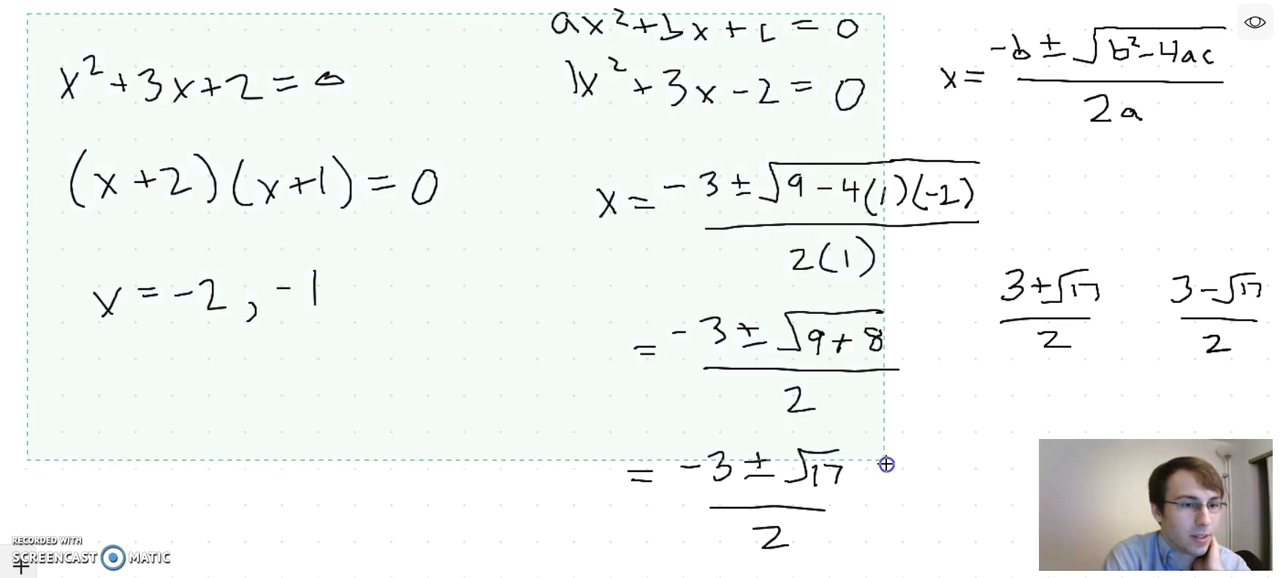 x² + 3x + 2 = 0
(x + 2)(x + 1) = 0
x = -2, -1
ax² + bx + c = 0
1x² + 3x - 2 = 0
x = (-3 ± √(9 - 4(1)(-2))) / 2(1)
= (-3 ± √(9 + 8)) / 2
= (-3 ± √17) / 2
x = (-b ± √(b² - 4ac)) / 2a
(3 + √17) / 2   (3 - √17) / 2
RECORDED WITH
SCREENCAST MATIC